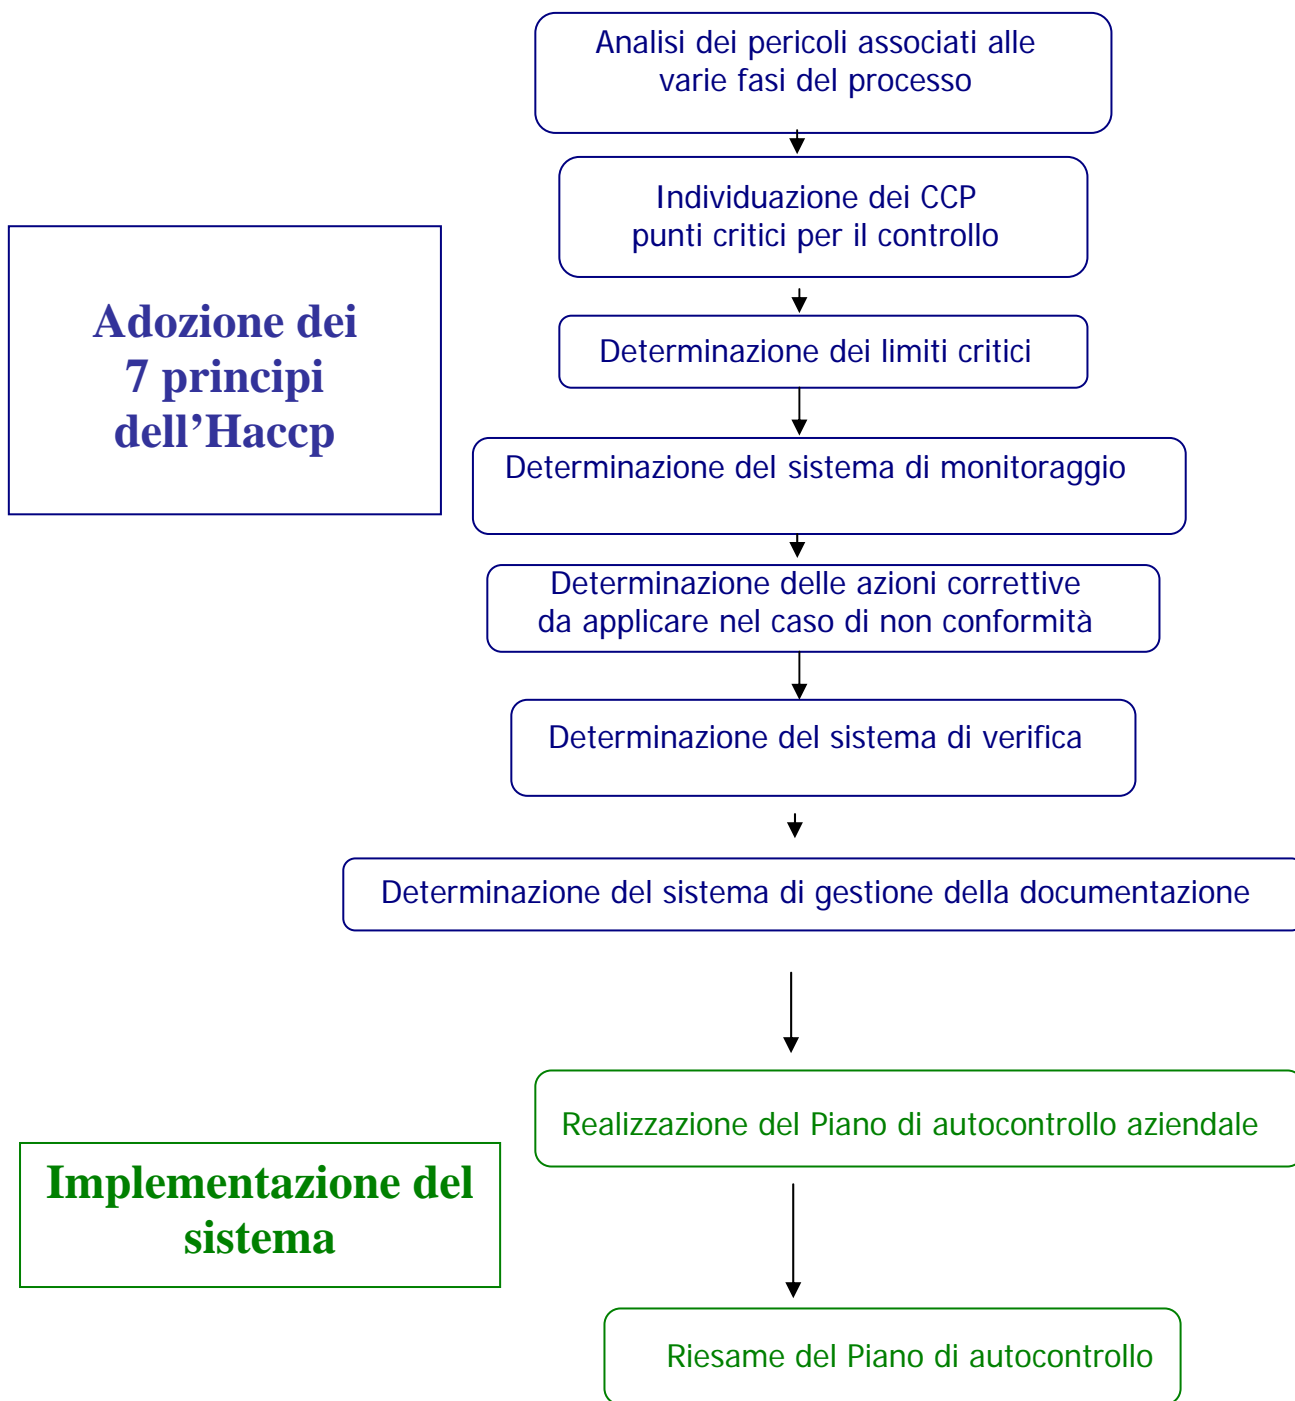 Analisi dei pericoli associati alle
varie fasi del processo
Individuazione dei CCP
punti critici per il controllo
Adozione dei
7 principi
dell’Haccp
Determinazione dei limiti critici
Determinazione del sistema di monitoraggio
Determinazione delle azioni correttive
da applicare nel caso di non conformità
Determinazione del sistema di verifica
Determinazione del sistema di gestione della documentazione
Realizzazione del Piano di autocontrollo aziendale
Implementazione del
sistema
Riesame del Piano di autocontrollo